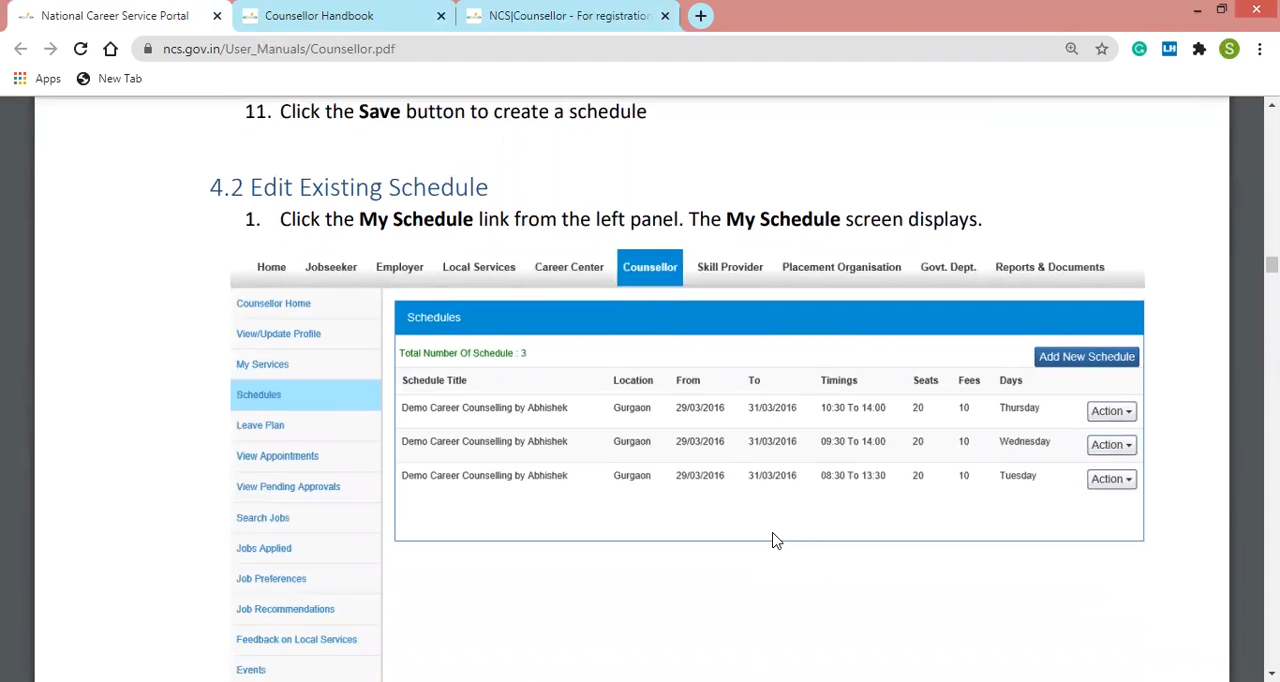 National Career Service Portal
Counsellor Handbook
NCS|Counsellor - For registratio
ncs.gov.in/User_Manuals/Counsellor.pdf
LH
S
Apps
New Tab
11. Click the Save button to create a schedule
4.2 Edit Existing Schedule
1. Click the My Schedule link from the left panel. The My Schedule screen displays.
Home Jobseeker Employer Local Services Career Center Counsellor Skill Provider Placement Organisation Govt. Dept. Reports & Documents
Counsellor Home
View/Update Profile
My Services
Schedules
Leave Plan
View Appointments
View Pending Approvals
Search Jobs
Jobs Applied
Job Preferences
Job Recommendations
Feedback on Local Services
Events
Schedules
Total Number Of Schedule : 3
Add New Schedule
Schedule Title Location From To Timings Seats Fees Days
Demo Career Counselling by Abhishek Gurgaon 29/03/2016 31/03/2016 10:30 To 14:00 20 10 Thursday Action
Demo Career Counselling by Abhishek Gurgaon 29/03/2016 31/03/2016 09:30 To 14:00 20 10 Wednesday Action
Demo Career Counselling by Abhishek Gurgaon 29/03/2016 31/03/2016 08:30 To 13:30 20 10 Tuesday Action